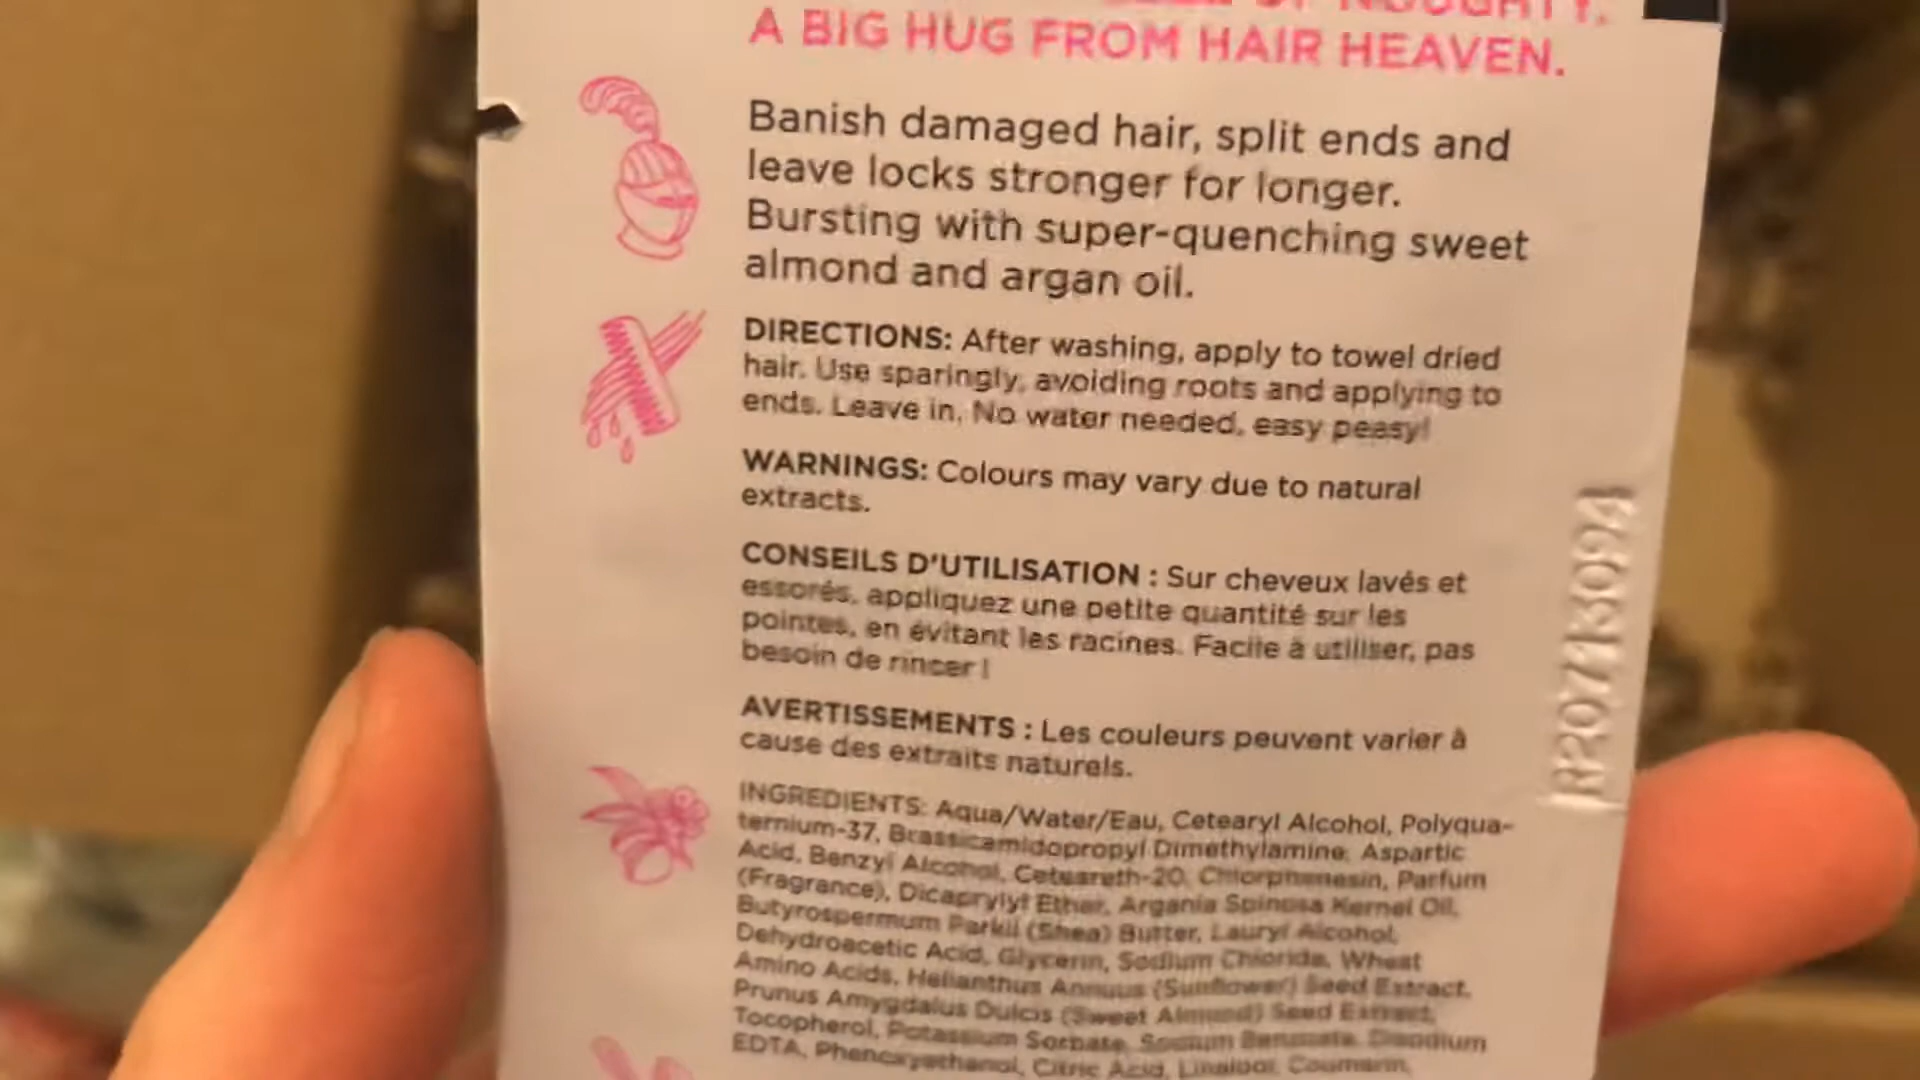 NOUGHTY.
A BIG HUG FROM HAIR HEAVEN.
Banish damaged hair, split ends and
leave locks stronger for longer.
Bursting with super-quenching sweet
almond and argan oil.
DIRECTIONS: After washing, apply to towel dried
hair. Use sparingly, avoiding roots and applying to
ends. Leave in. No water needed, easy peasy!
WARNINGS: Colours may vary due to natural
extracts.
CONSEILS D'UTILISATION : Sur cheveux lavés et
essorés, appliquez une petite quantité sur les
pointes, en évitant les racines. Facile à utiliser, pas
besoin de rincer !
AVERTISSEMENTS : Les couleurs peuvent varier à
cause des extraits naturels.
INGREDIENTS: Aqua/Water/Eau, Cetearyl Alcohol, Polyqua-
ternium-37, Brassicamidopropyl Dimethylamine, Aspartic
Acid, Benzyl Alcohol, Ceteareth-20, Chlorphenesin, Parfum
(Fragrance), Dicaprylyl Ether, Argania Spinosa Kernel Oil,
Butyrospermum Parkii (Shea) Butter, Lauryl Alcohol,
Dehydroacetic Acid, Glycerin, Sodium Chloride, Wheat
Amino Acids, Helianthus Annuus (Sunflower) Seed Extract,
Prunus Amygdalus Dulcis (Sweet Almond) Seed Extract,
Tocopherol, Potassium Sorbate, Sodium Benzoate, Disodium
EDTA, Phenoxyethanol, Citric Acid, Linalool, Coumarin,
P20713094